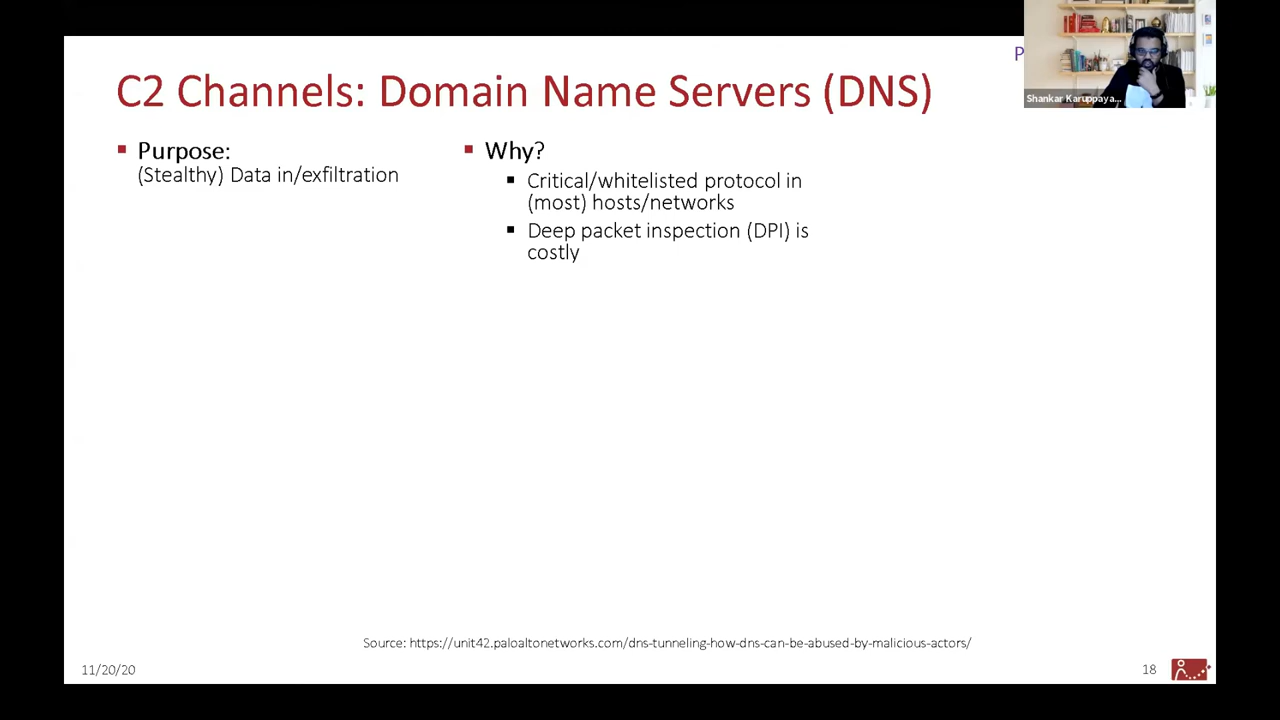 C2 Channels: Domain Name Servers (DNS)
P
Shankar Karuppaya...
Purpose:
(Stealthy) Data in/exfiltration
Why?
Critical/whitelisted protocol in
(most) hosts/networks
Deep packet inspection (DPI) is
costly
Source: https://unit42.paloaltonetworks.com/dns-tunneling-how-dns-can-be-abused-by-malicious-actors/
11/20/20
18